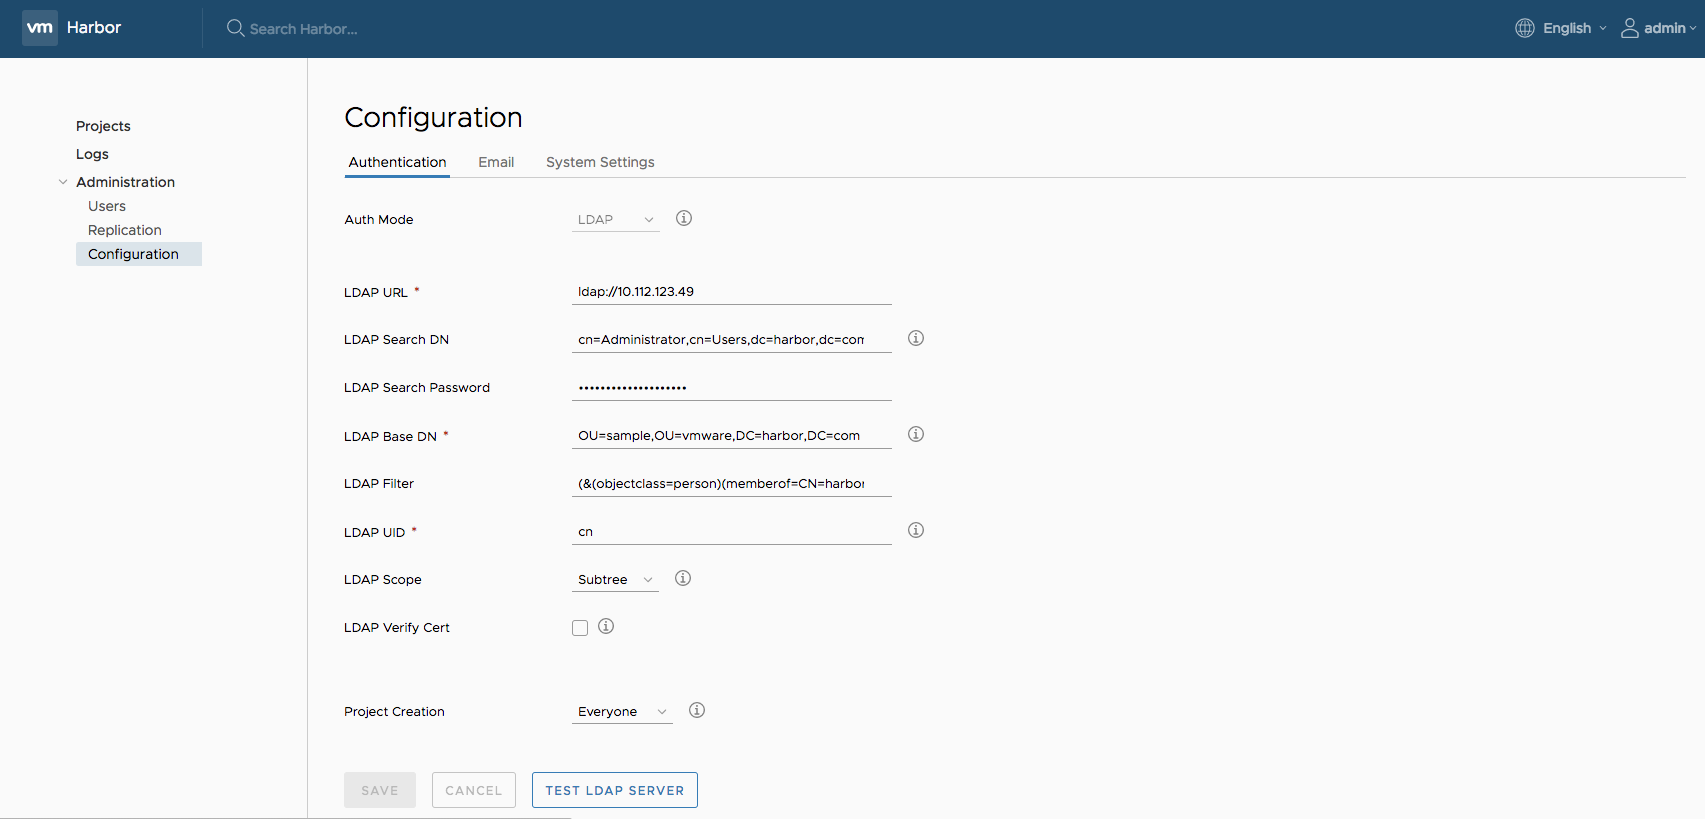 vm Harbor Search Harbor... English admin
Projects
Logs
Administration
Users
Replication
Configuration
Configuration
Authentication Email System Settings
Auth Mode LDAP
LDAP URL * ldap://10.112.123.49
LDAP Search DN cn=Administrator,cn=Users,dc=harbor,dc=com
LDAP Search Password ••••••••••••••••••••
LDAP Base DN * OU=sample,OU=vmware,DC=harbor,DC=com
LDAP Filter (&(objectclass=person)(memberof=CN=harbor
LDAP UID * cn
LDAP Scope Subtree
LDAP Verify Cert
Project Creation Everyone
SAVE CANCEL TEST LDAP SERVER